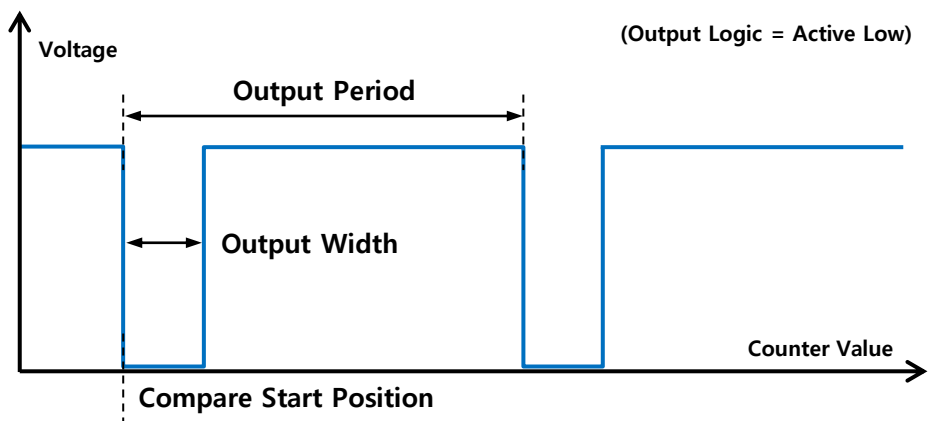 Voltage
(Output Logic = Active Low)
Output Period
Output Width
Counter Value
Compare Start Position